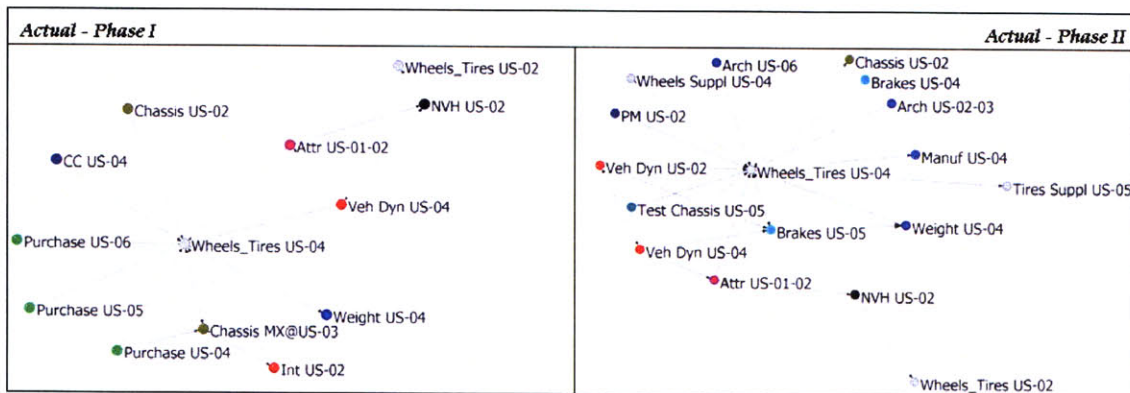 Actual - Phase I
Wheels_Tires US-02
NVH US-02
Chassis US-02
Attr US-01-02
CC US-04
Veh Dyn US-04
Purchase US-06
Wheels_Tires US-04
Purchase US-05
Weight US-04
Chassis MX@US-03
Purchase US-04
Int US-02
Actual - Phase II
Arch US-06
Chassis US-02
Wheels Suppl US-04
Brakes US-04
Arch US-02-03
PM US-02
Manuf US-04
Veh Dyn US-02
Wheels_Tires US-04
Tires Suppl US-05
Test Chassis US-05
Brakes US-05
Weight US-04
Veh Dyn US-04
Attr US-01-02
NVH US-02
Wheels_Tires US-02